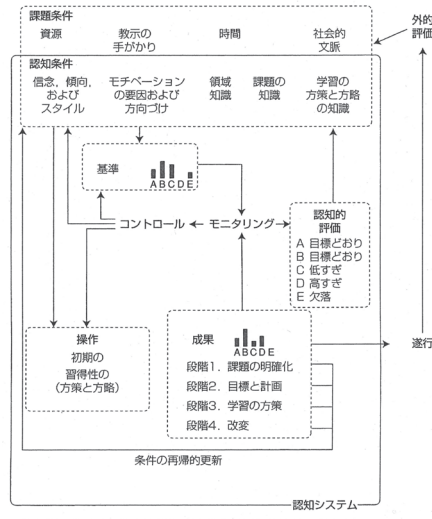 課題条件
資源
教示の
手がかり
時間
社会的
文脈
外的
評価
認知条件
信念，傾向，
および
スタイル
モチベーション
の要因および
方向づけ
領域
知識
課題の
知識
学習の
方策と方略
の知識
基準
ABCDE
コントロール
モニタリング
認知的
評価
A 目標どおり
B 目標どおり
C 低すぎ
D 高すぎ
E 欠落
操作
初期の
習得性の
(方策と方略)
成果
ABCDE
段階1．課題の明確化
段階2．目標と計画
段階3．学習の方策
段階4．改変
遂行
条件の再帰的更新
認知システム